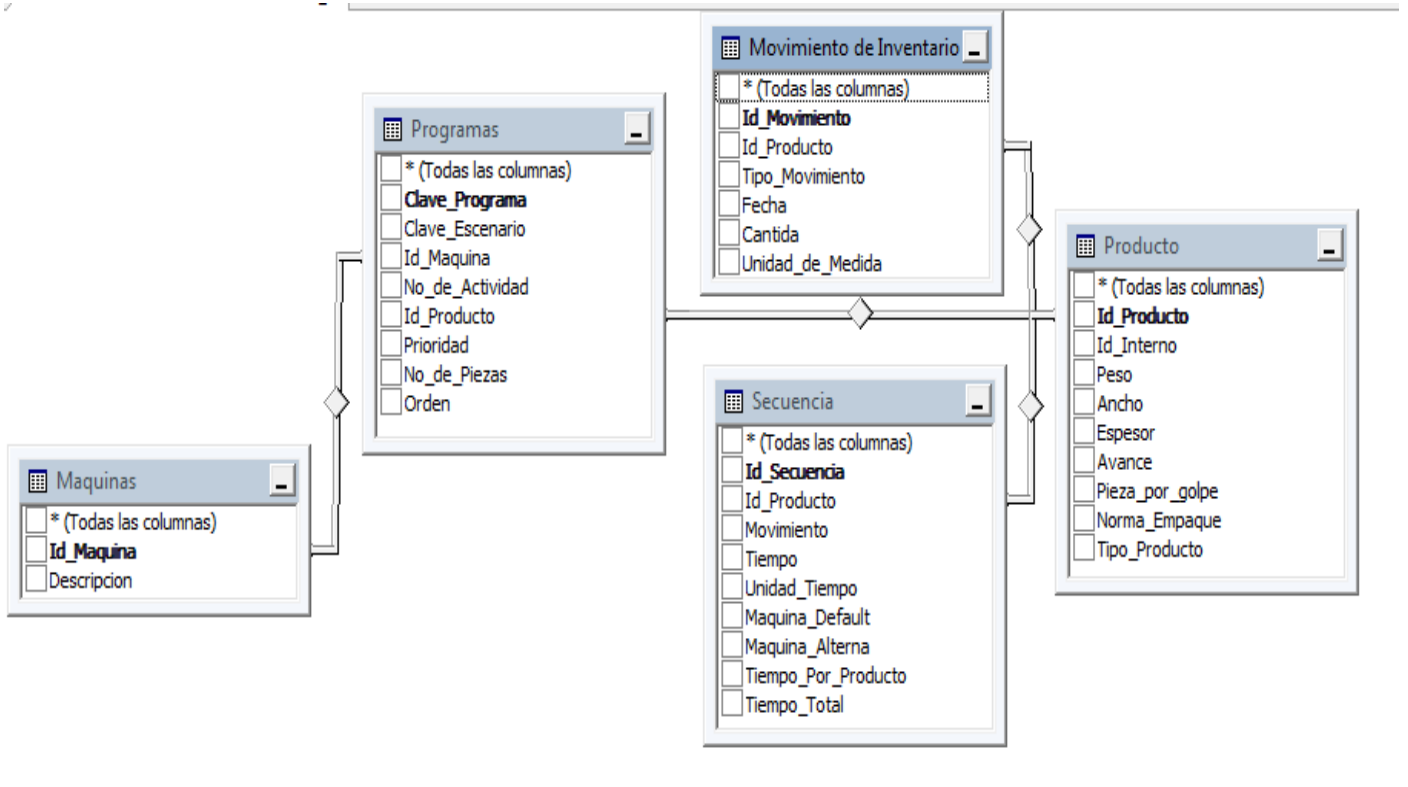 Movimiento de Inventario
* (Todas las columnas)
Id_Movimiento
Id_Producto
Tipo_Movimiento
Fecha
Cantida
Unidad_de_Medida
Programas
* (Todas las columnas)
Clave_Programa
Clave_Escenario
Id_Maquina
No_de_Actividad
Id_Producto
Prioridad
No_de_Piezas
Orden
Producto
* (Todas las columnas)
Id_Producto
Id_Interno
Peso
Ancho
Espesor
Avance
Pieza_por_golpe
Norma_Empaque
Tipo_Producto
Secuencia
* (Todas las columnas)
Id_Secuencia
Id_Producto
Movimiento
Tiempo
Unidad_Tiempo
Maquina_Default
Maquina_Alterna
Tiempo_Por_Producto
Tiempo_Total
Maquinas
* (Todas las columnas)
Id_Maquina
Descripcion